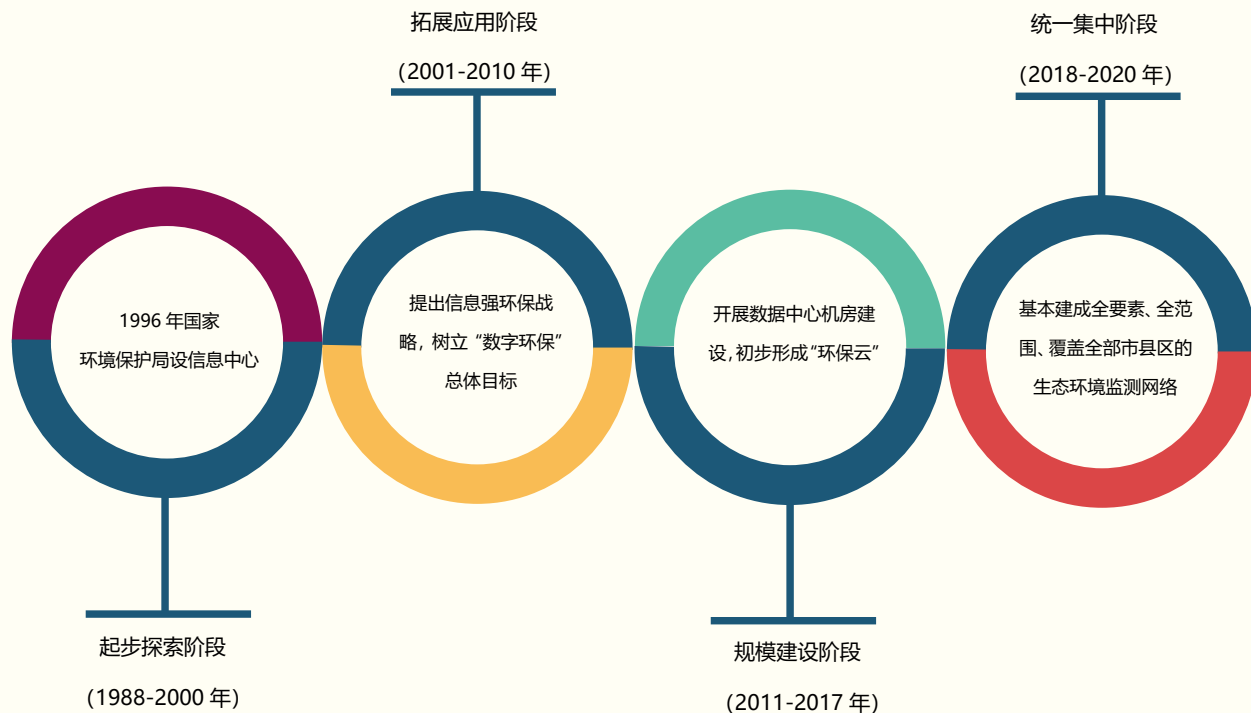 1996 年国家
环境保护局设信息中心
起步探索阶段
(1988-2000 年)
拓展应用阶段
(2001-2010 年)
提出信息强环保战
略，树立“数字环保”
总体目标
开展数据中心机房建
设，初步形成“环保云”
规模建设阶段
(2011-2017 年)
统一集中阶段
(2018-2020 年)
基本建成全要素、全范
围、覆盖全部市县区的
生态环境监测网络